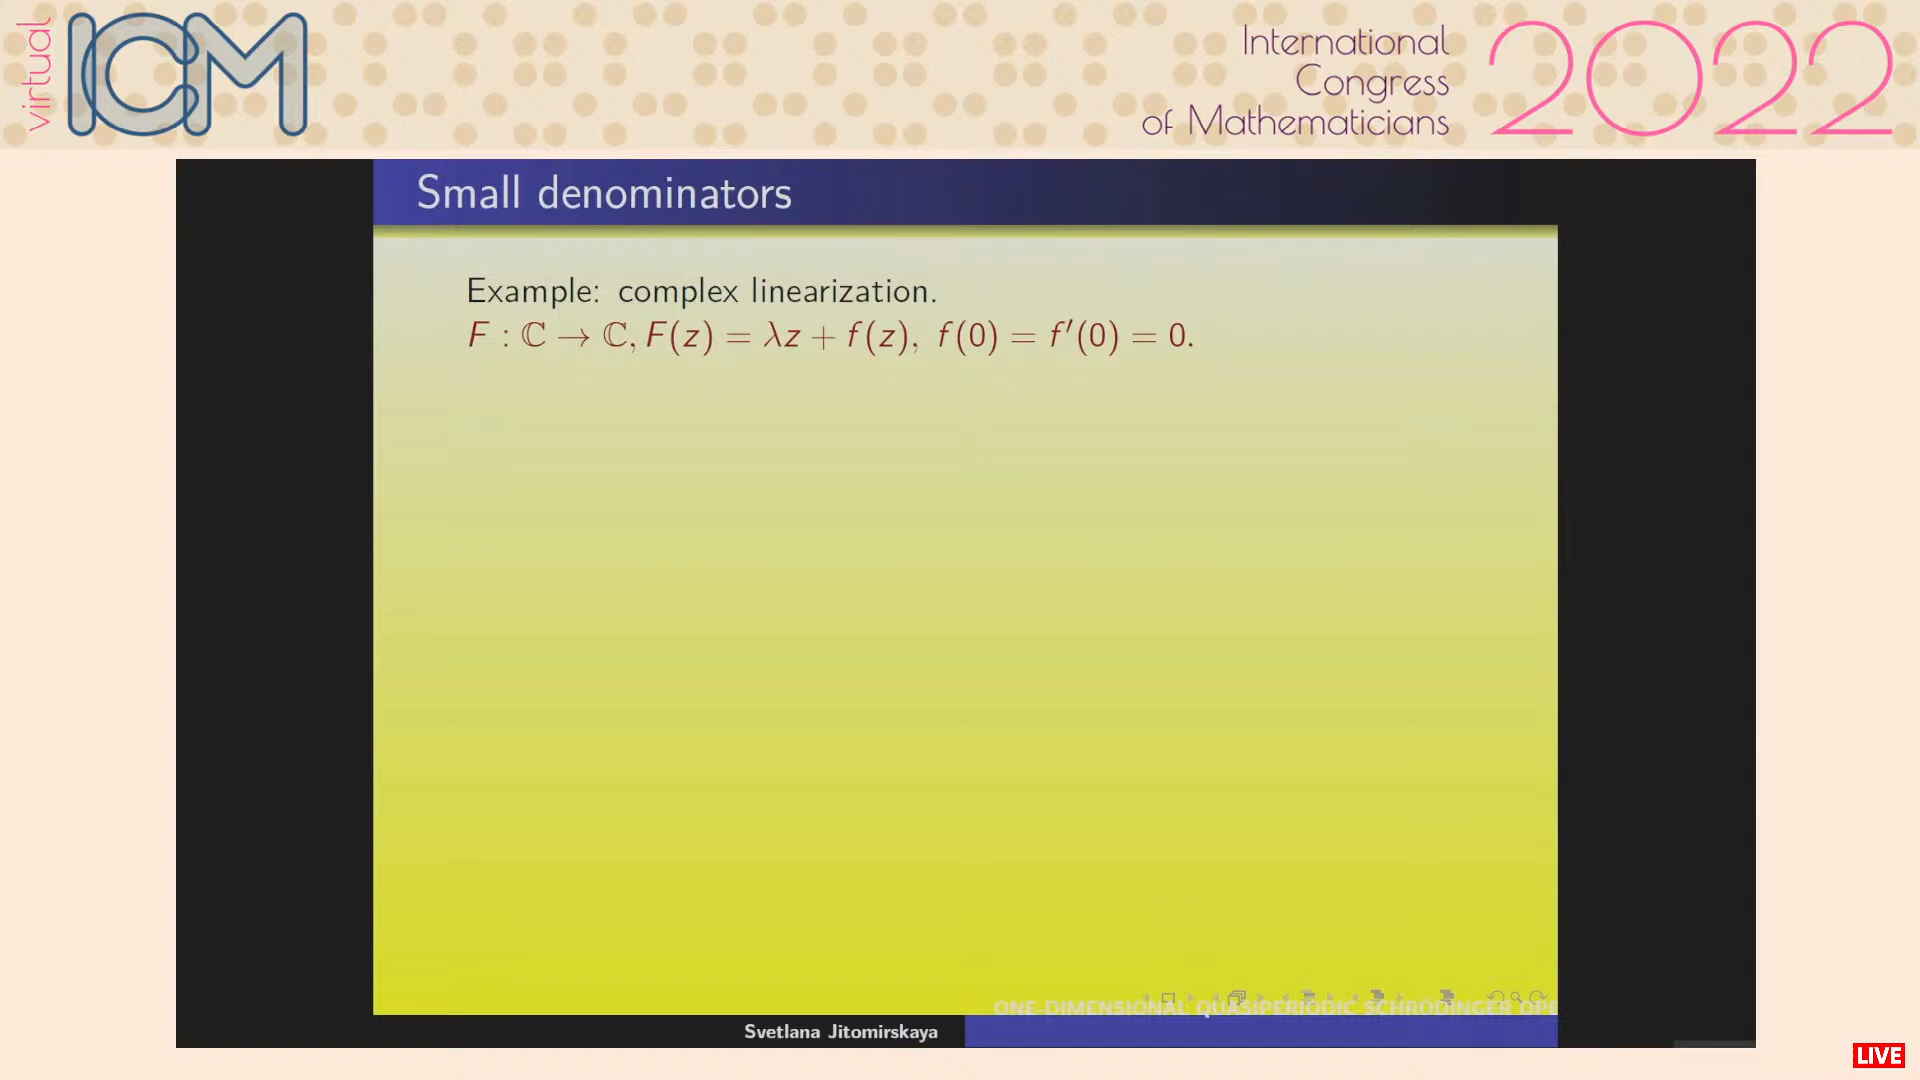 virtual
ICM
International
Congress
of Mathematicians
2022
Small denominators
Example: complex linearization.
F : ℂ → ℂ, F(z) = λz + f(z), f(0) = f′(0) = 0.
ONE-DIMENSIONAL QUASIPERIODIC SCHRÖDINGER OPE
Svetlana Jitomirskaya
LIVE